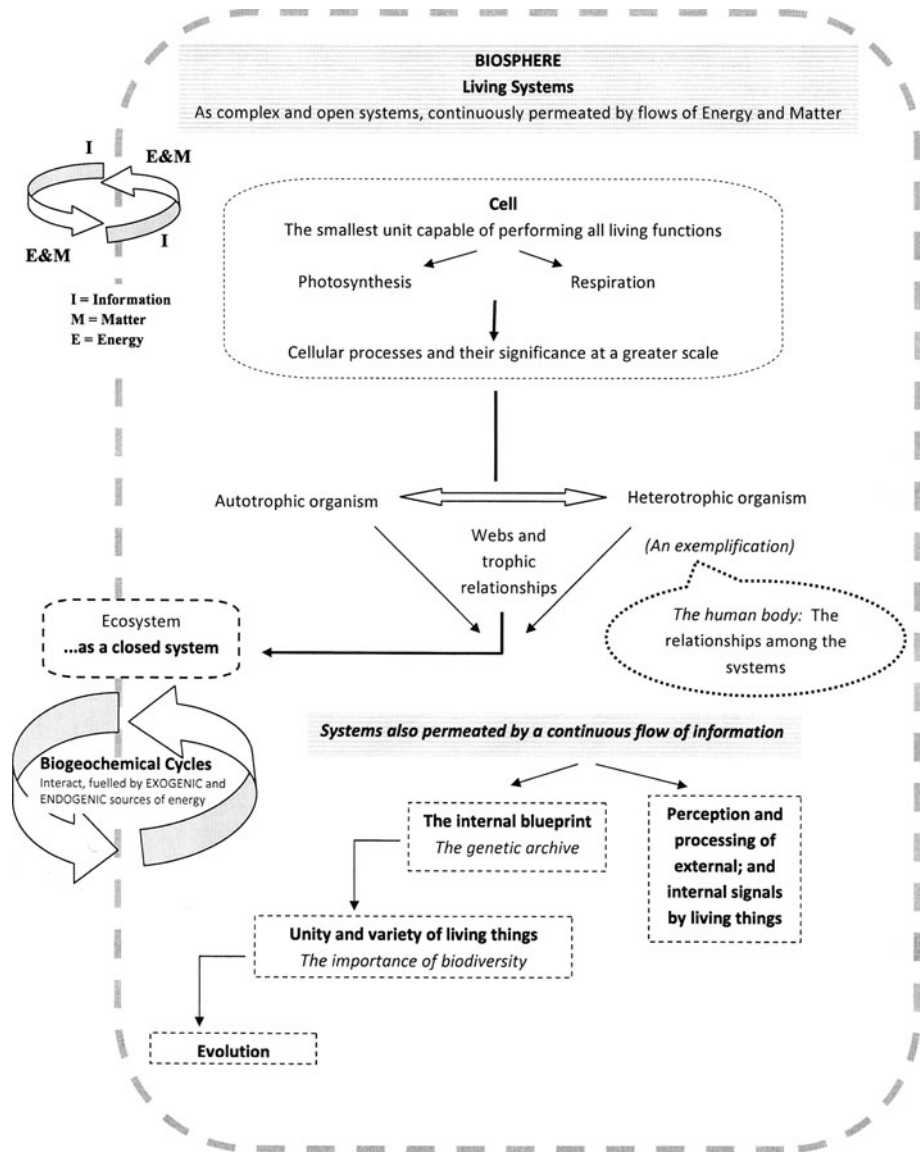 BIOSPHERE
Living Systems
As complex and open systems, continuously permeated by flows of Energy and Matter
I
E&M
E&M
I
I = Information
M = Matter
E = Energy
Cell
The smallest unit capable of performing all living functions
Photosynthesis
Respiration
Cellular processes and their significance at a greater scale
Autotrophic organism
Heterotrophic organism
Webs and
trophic
relationships
(An exemplification)
The human body: The
relationships among the
systems
Ecosystem
...as a closed system
Biogeochemical Cycles
Interact, fuelled by EXOGENIC and
ENDOGENIC sources of energy
Systems also permeated by a continuous flow of information
The internal blueprint
The genetic archive
Perception and
processing of
external; and
internal signals
by living things
Unity and variety of living things
The importance of biodiversity
Evolution